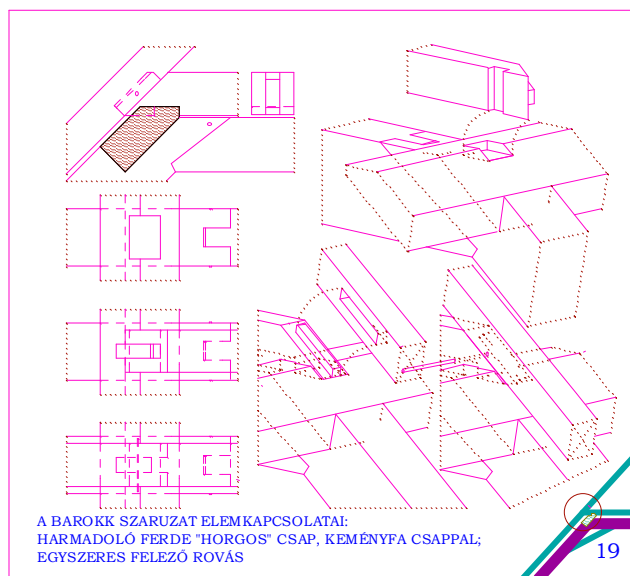 A BAROKK SZARUZAT ELEMKAPCSOLATAI:
HARMADOLÓ FERDE "HORGOS" CSAP, KEMÉNYFA CSAPPAL;
EGYSZERES FELEZŐ ROVÁS
19